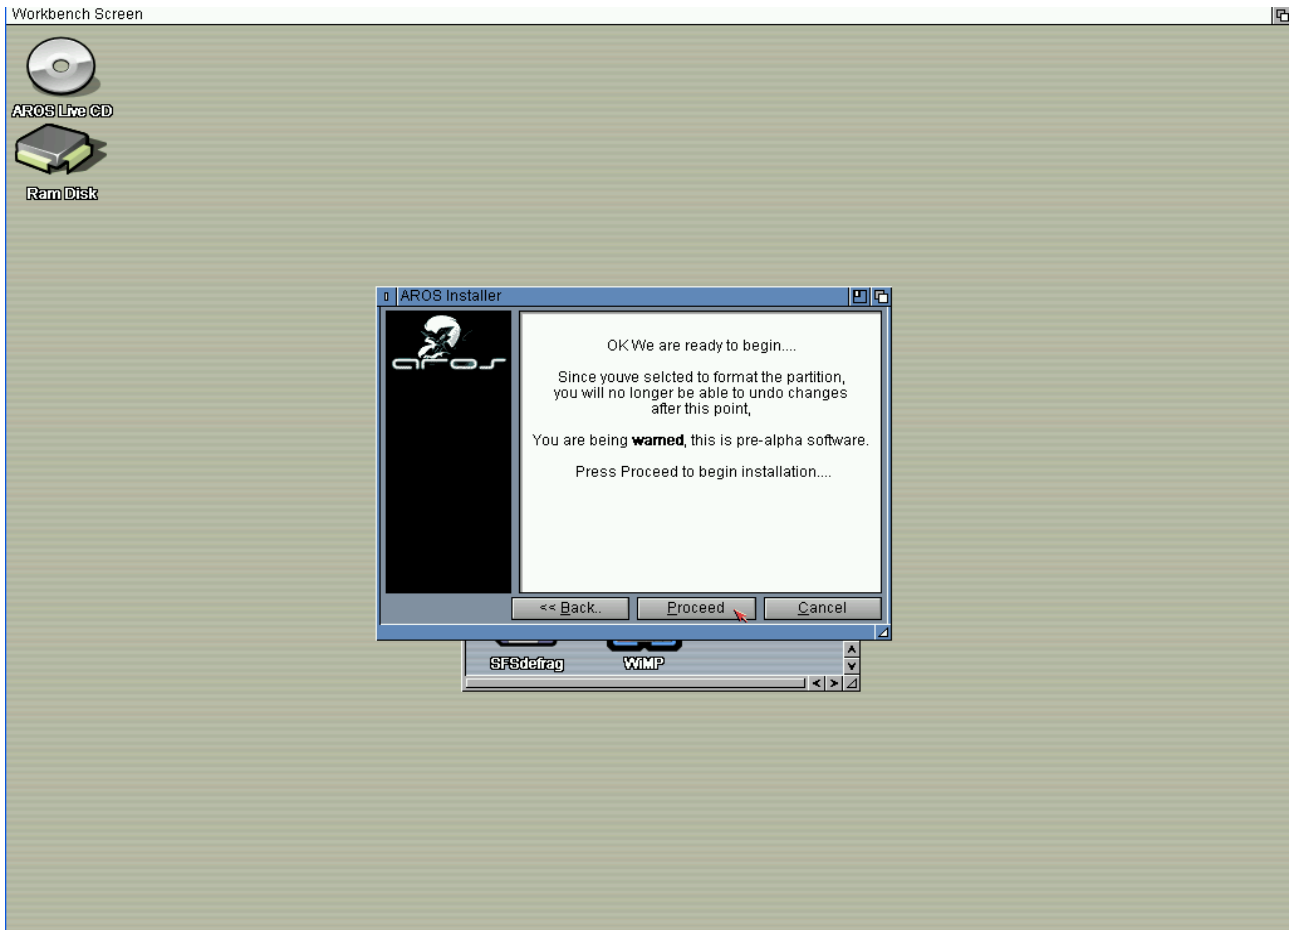 Workbench Screen
AROS Live CD
Ram Disk
AROS Installer
aros
OK We are ready to begin....
Since youve selcted to format the partition,
you will no longer be able to undo changes
after this point,
You are being warned, this is pre-alpha software.
Press Proceed to begin installation....
<< Back..
Proceed
Cancel
SFSdefrag
WiMP